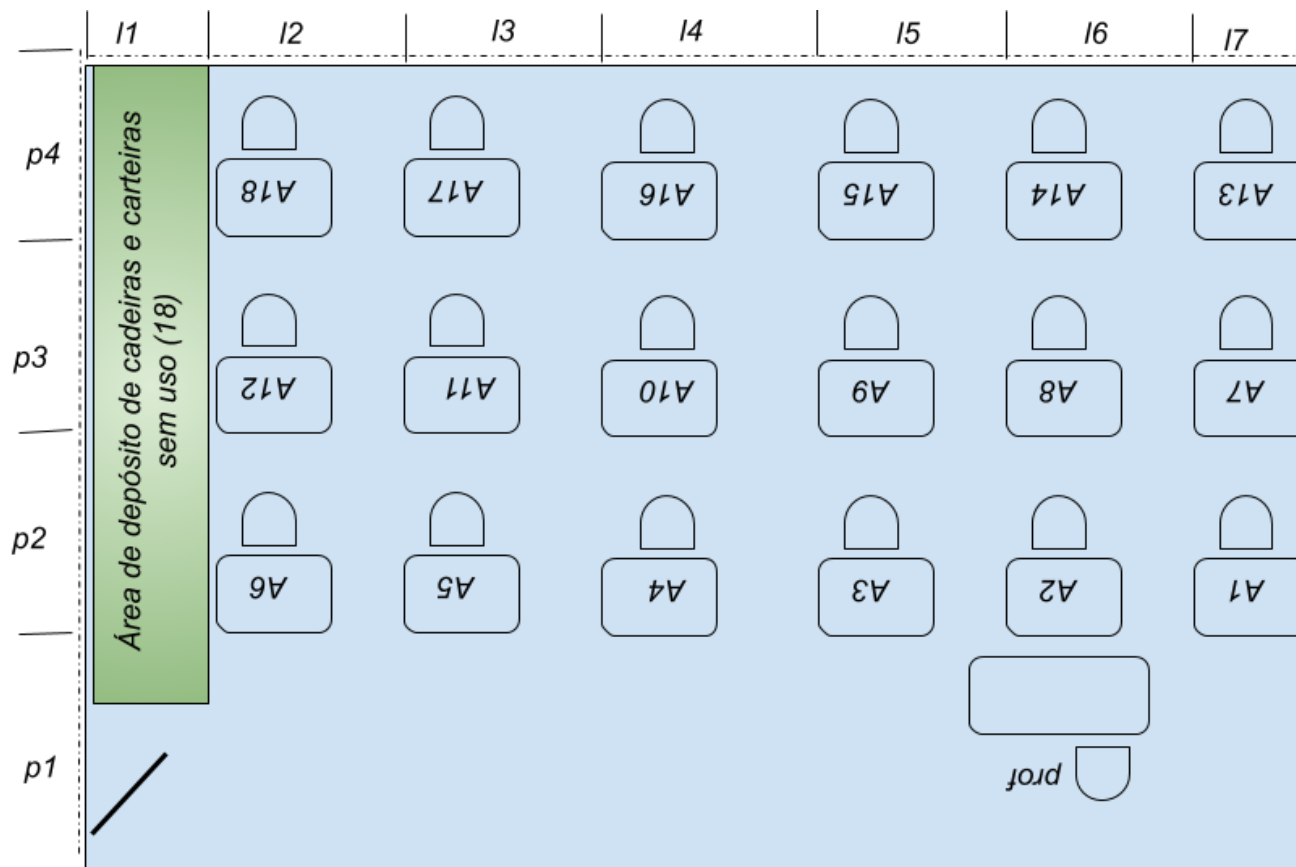 l1 l2 l3 l4 l5 l6 l7
p4
A18 A17 A16 A15 A14 A13
Área de depósito de cadeiras e carteiras
sem uso (18)
p3
A12 A11 A10 A9 A8 A7
p2
A6 A5 A4 A3 A2 A1
p1
prof